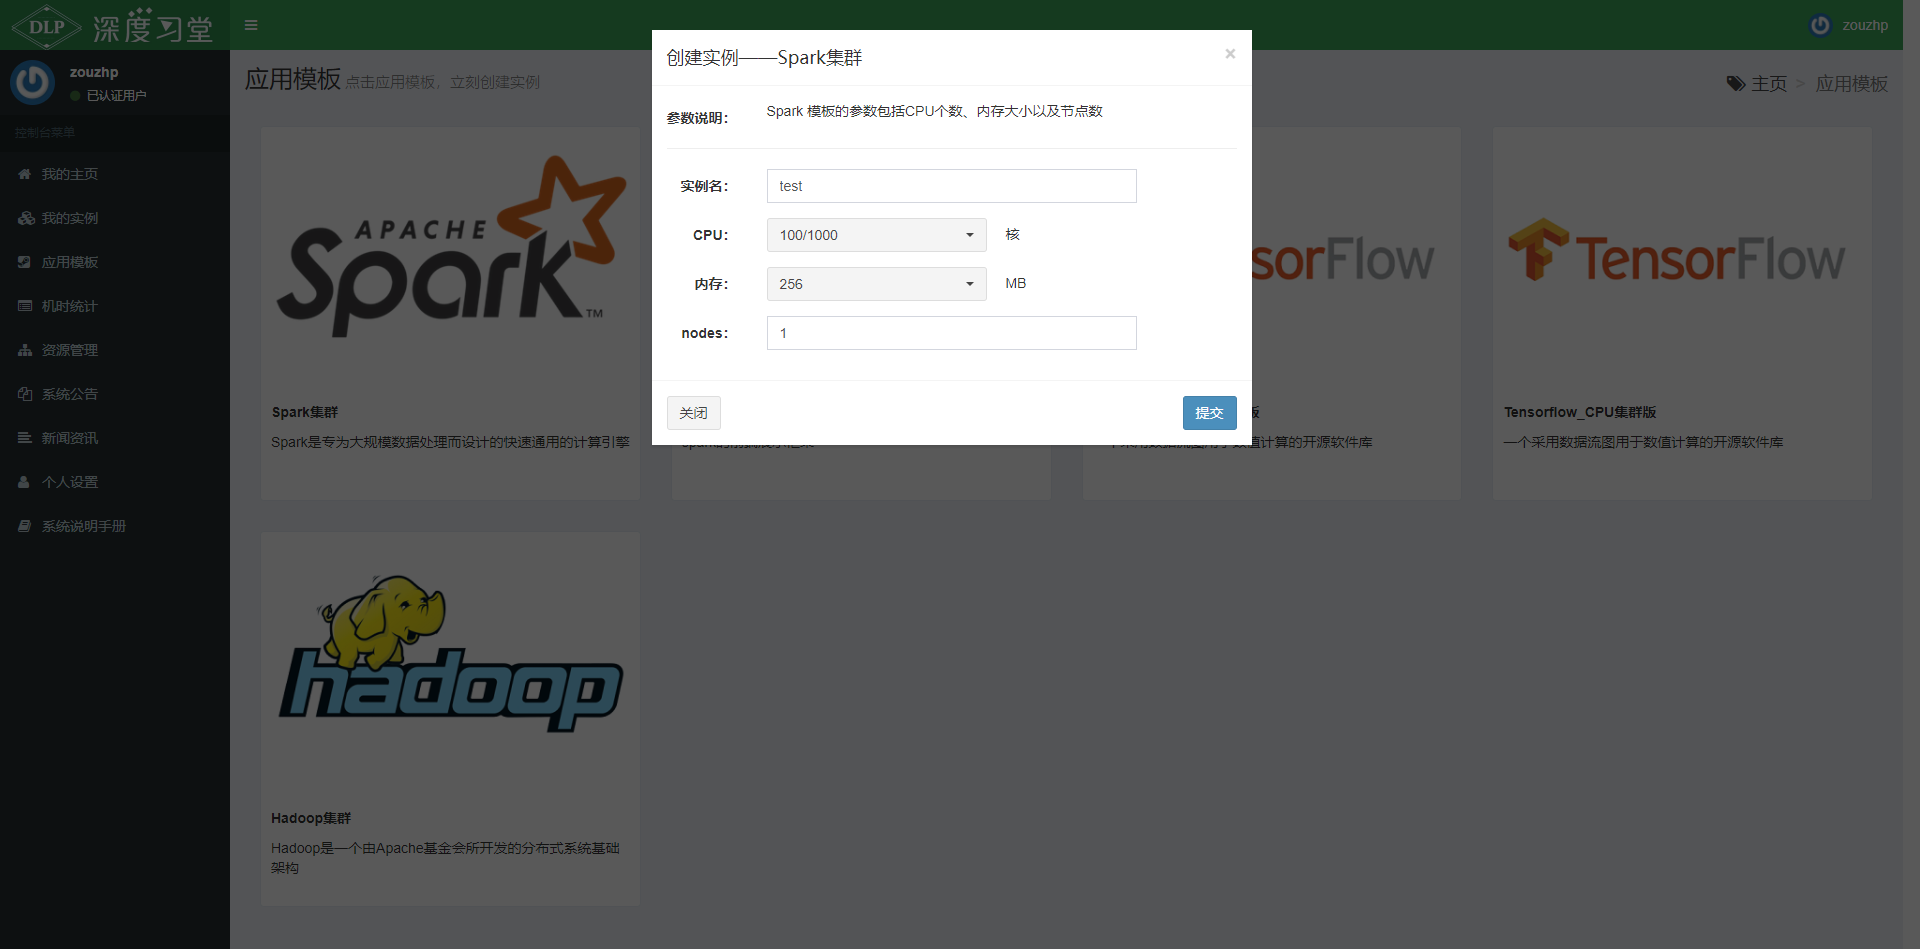 DLP 深度习堂
zouzhp
zouzhp
已认证用户
控制台菜单
我的主页
我的实例
应用模板
机时统计
资源管理
系统公告
新闻资讯
个人设置
系统说明手册
应用模板 点击应用模板，立刻创建实例
主页 > 应用模板
创建实例——Spark集群
×
参数说明： Spark 模板的参数包括CPU个数、内存大小以及节点数
实例名： test
CPU： 100/1000 核
内存： 256 MB
nodes： 1
关闭
提交
APACHE
Spark™
Spark集群
Spark是专为大规模数据处理而设计的快速通用的计算引擎
sorFlow
版
采用数据流图用于数值计算的开源软件库
TensorFlow
Tensorflow_CPU集群版
一个采用数据流图用于数值计算的开源软件库
hadoop
Hadoop集群
Hadoop是一个由Apache基金会所开发的分布式系统基础
架构